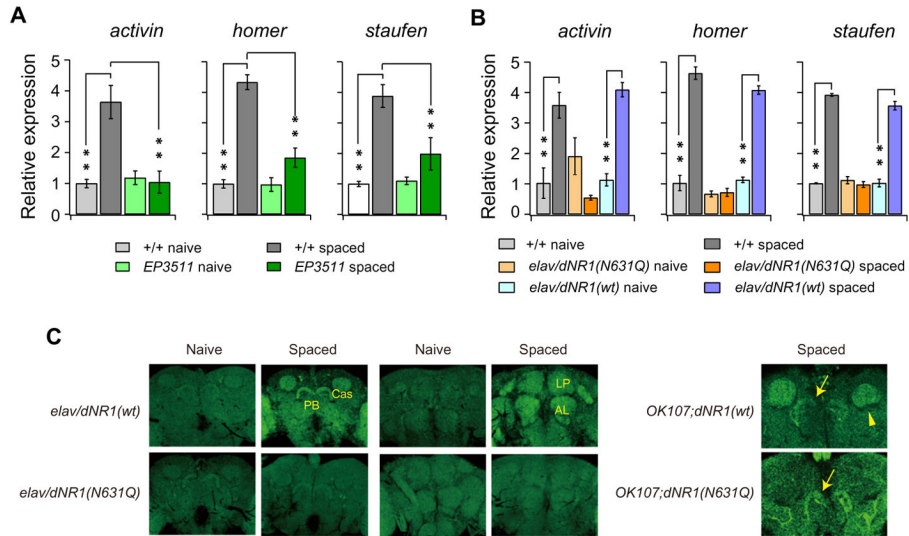 A
activin
homer
staufen
Relative expression
5
4
3
2
1
0
**
**
**
**
**
**
+/+ naive
+/+ spaced
EP3511 naive
EP3511 spaced
B
activin
homer
staufen
Relative expression
5
4
3
2
1
0
**
**
**
**
**
**
+/+ naive
+/+ spaced
elav/dNR1(N631Q) naive
elav/dNR1(N631Q) spaced
elav/dNR1(wt) naive
elav/dNR1(wt) spaced
C
Naive
Spaced
Naive
Spaced
Spaced
elav/dNR1(wt)
Cas
PB
LP
AL
OK107;dNR1(wt)
elav/dNR1(N631Q)
OK107;dNR1(N631Q)